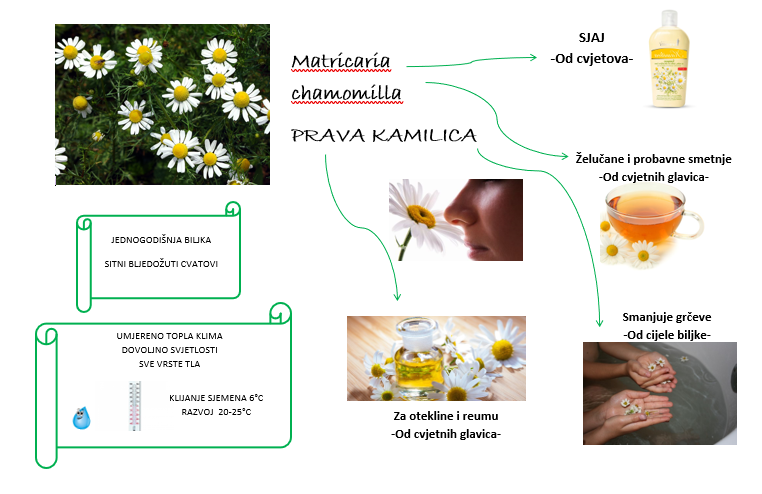 Matricaria
chamomilla
PRAVA KAMILICA
SJAJ
-Od cvjetova-
Želučane i probavne smetnje
-Od cvjetnih glavica-
JEDNOGODIŠNJA BILJKA
SITNI BLJEDOŽUTI CVATOVI
Smanjuje grčeve
-Od cijele biljke-
UMJERENO TOPLA KLIMA
DOVOLJNO SVJETLOSTI
SVE VRSTE TLA
KLIJANJE SJEMENA 6°C
RAZVOJ 20-25°C
Za otekline i reumu
-Od cvjetnih glavica-